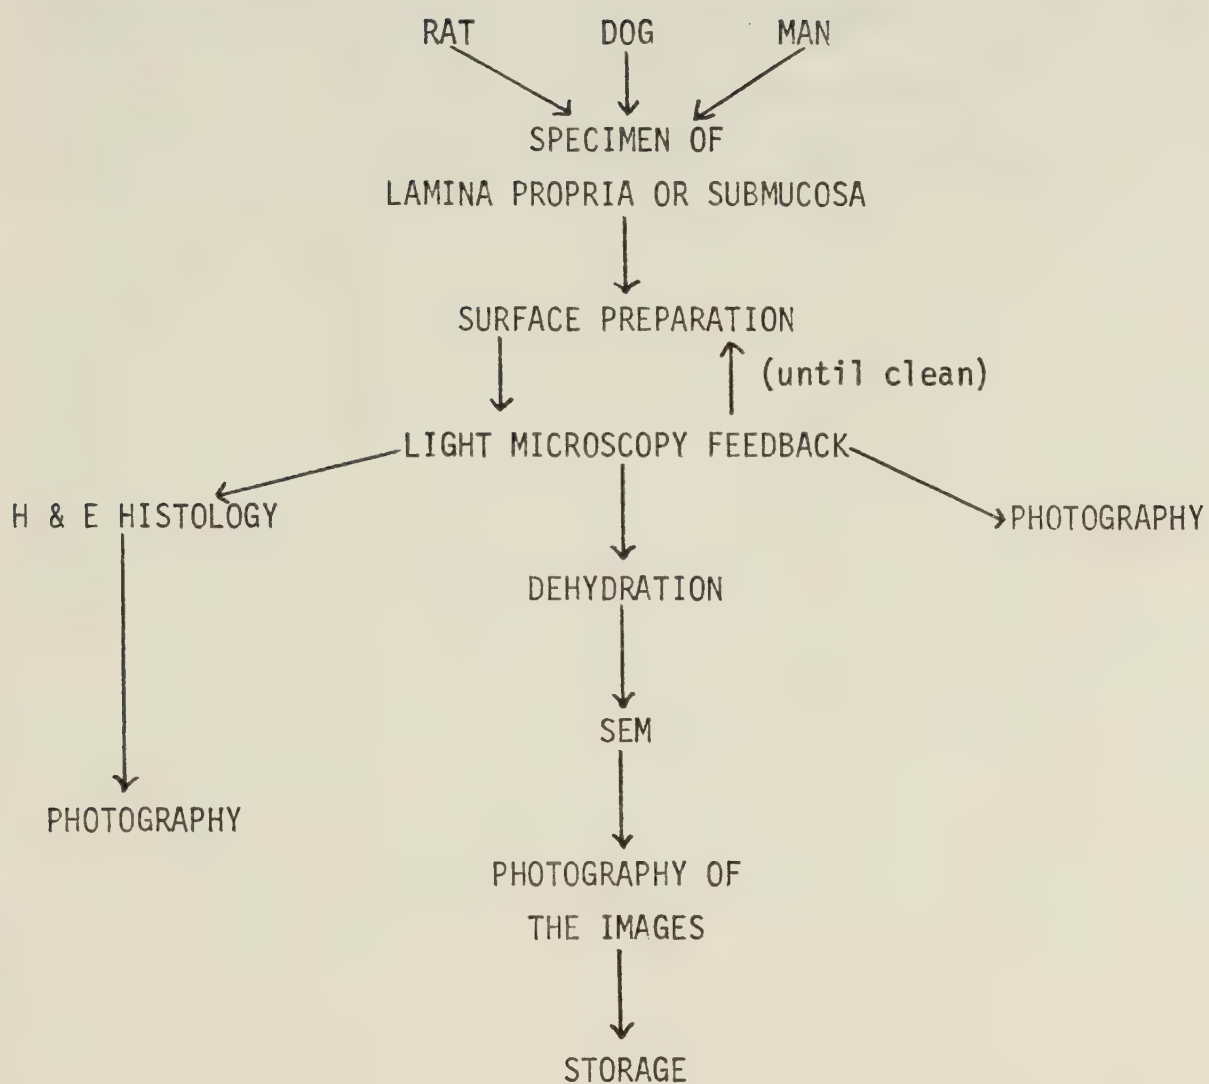 RAT DOG MAN
SPECIMEN OF
LAMINA PROPRIA OR SUBMUCOSA
SURFACE PREPARATION
(until clean)
LIGHT MICROSCOPY FEEDBACK
H & E HISTOLOGY
PHOTOGRAPHY
DEHYDRATION
SEM
PHOTOGRAPHY
PHOTOGRAPHY OF
THE IMAGES
STORAGE